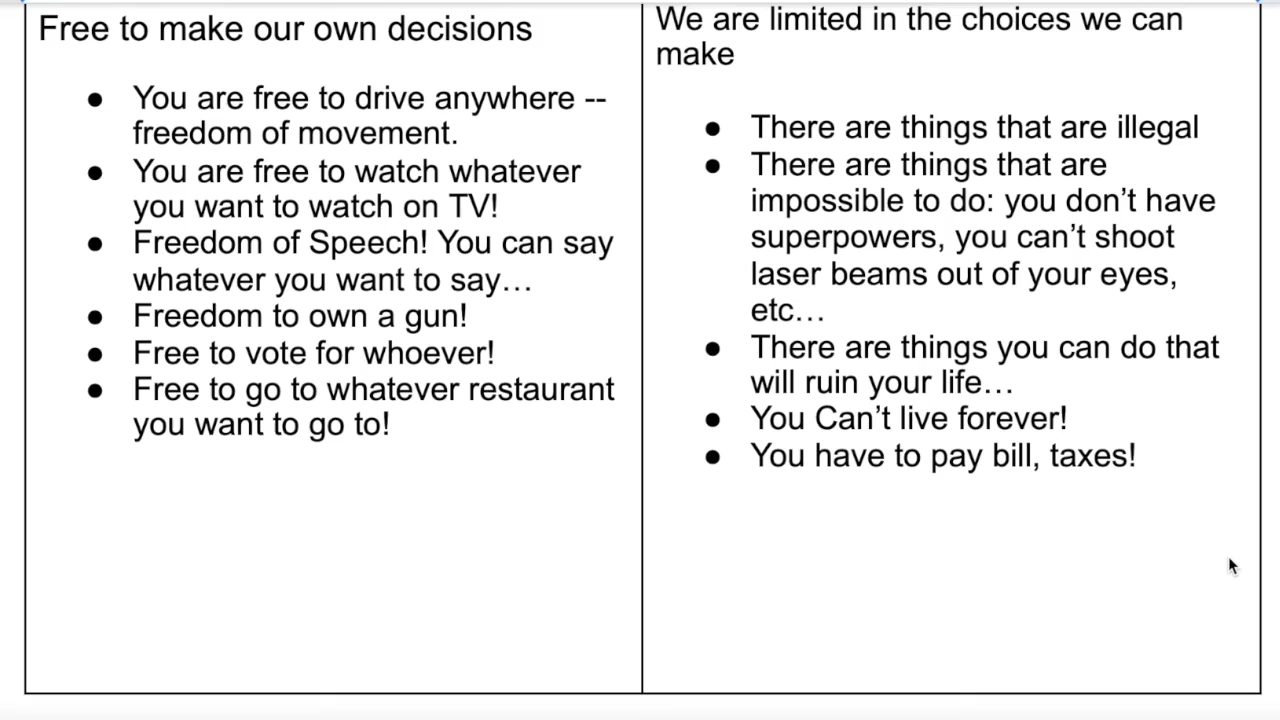 Free to make our own decisions
● You are free to drive anywhere --
freedom of movement.
● You are free to watch whatever
you want to watch on TV!
● Freedom of Speech! You can say
whatever you want to say…
● Freedom to own a gun!
● Free to vote for whoever!
● Free to go to whatever restaurant
you want to go to!
We are limited in the choices we can
make
● There are things that are illegal
● There are things that are
impossible to do: you don’t have
superpowers, you can’t shoot
laser beams out of your eyes,
etc…
● There are things you can do that
will ruin your life…
● You Can’t live forever!
● You have to pay bill, taxes!